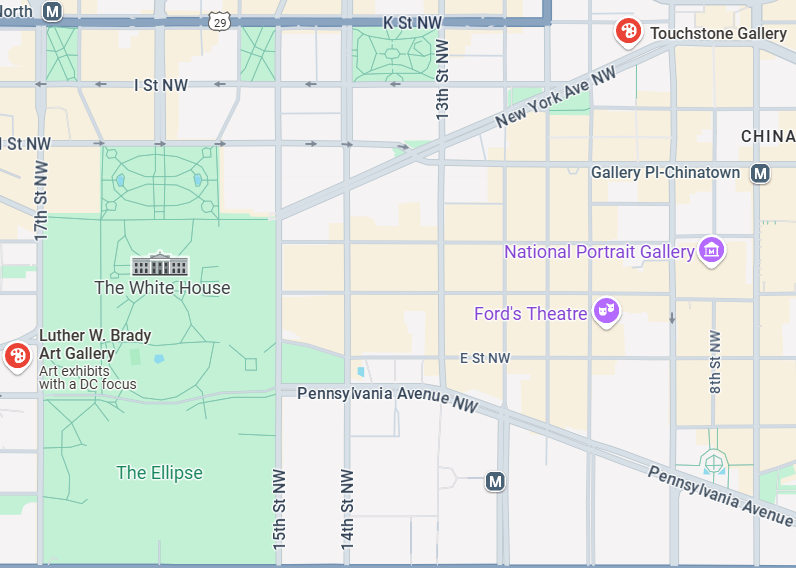 North
M
29
K St NW
Touchstone Gallery
I St NW
13th St NW
New York Ave NW
I St NW
CHINA
17th St NW
Gallery Pl-Chinatown
M
National Portrait Gallery
The White House
Ford's Theatre
Luther W. Brady
Art Gallery
Art exhibits
with a DC focus
E St NW
8th St NW
Pennsylvania Avenue NW
The Ellipse
15th St NW
14th St NW
M
Pennsylvania Avenue